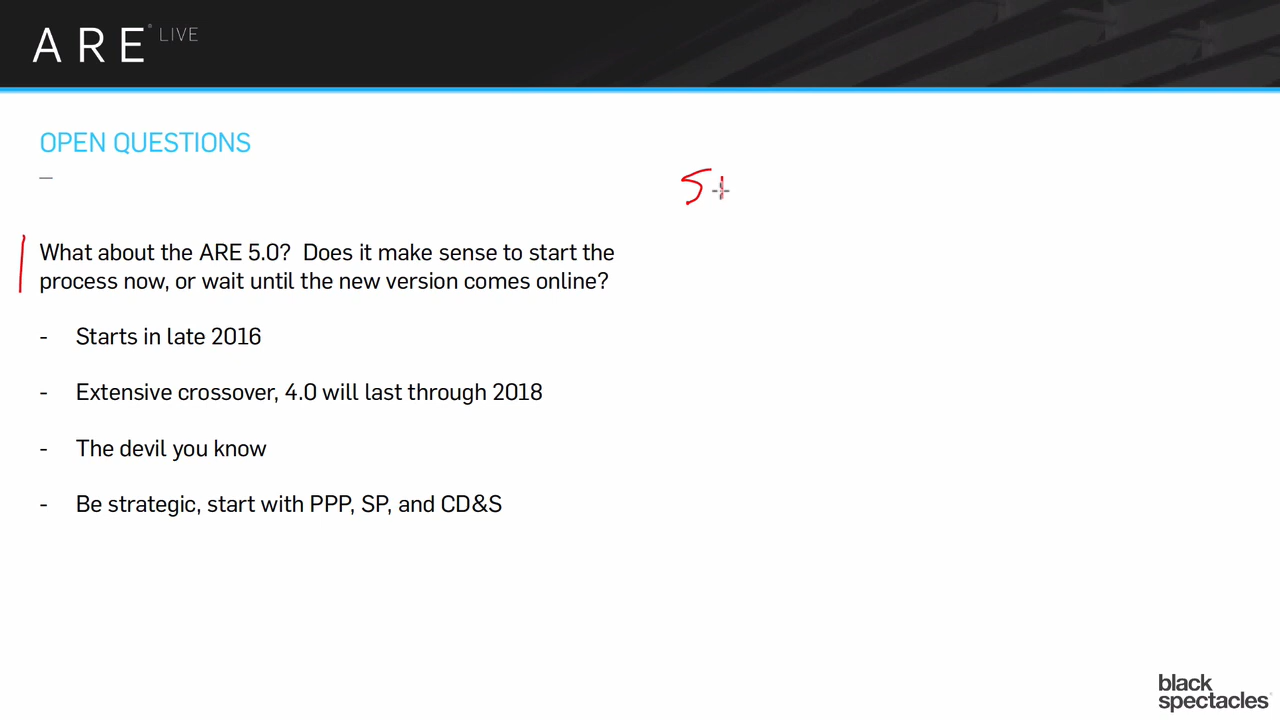 ARE® LIVE
OPEN QUESTIONS
—
5
What about the ARE 5.0? Does it make sense to start the
process now, or wait until the new version comes online?
- Starts in late 2016
- Extensive crossover, 4.0 will last through 2018
- The devil you know
- Be strategic, start with PPP, SP, and CD&S
black
spectacles®